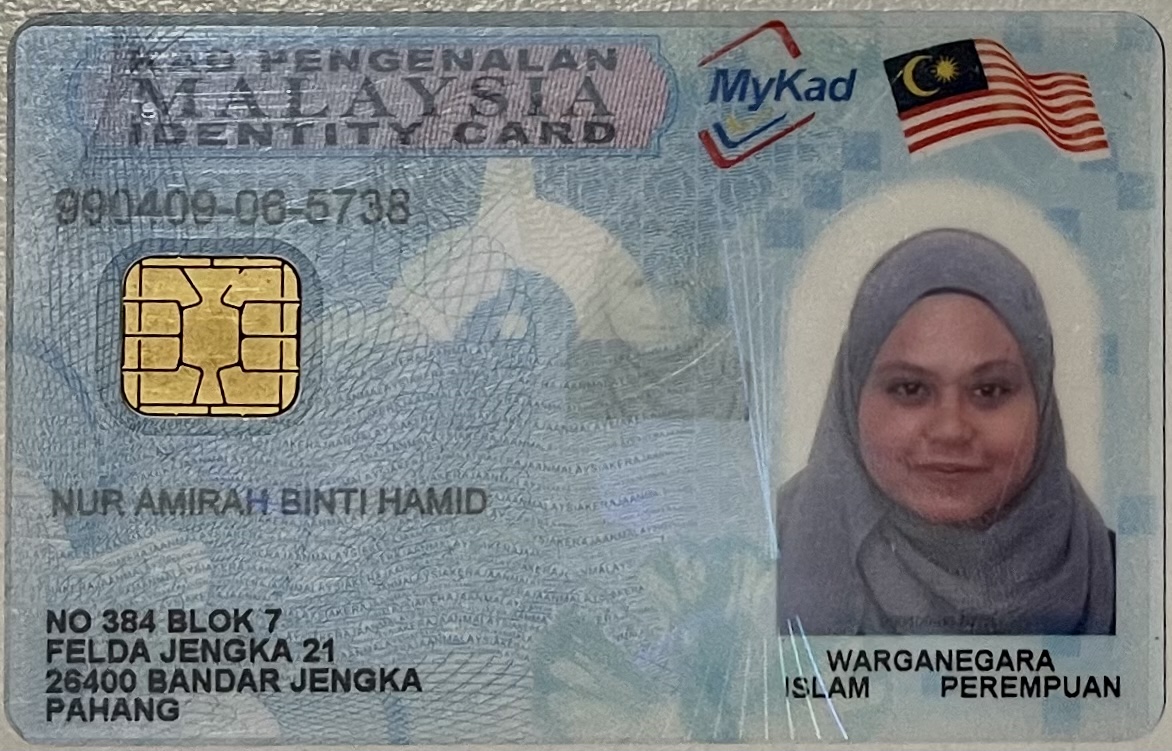 KAD PENGENALAN
MALAYSIA
IDENTITY CARD
MyKad
990409-06-5738
NUR AMIRAH BINTI HAMID
NO 384 BLOK 7
FELDA JENGKA 21
26400 BANDAR JENGKA
PAHANG
WARGANEGARA
ISLAM PEREMPUAN